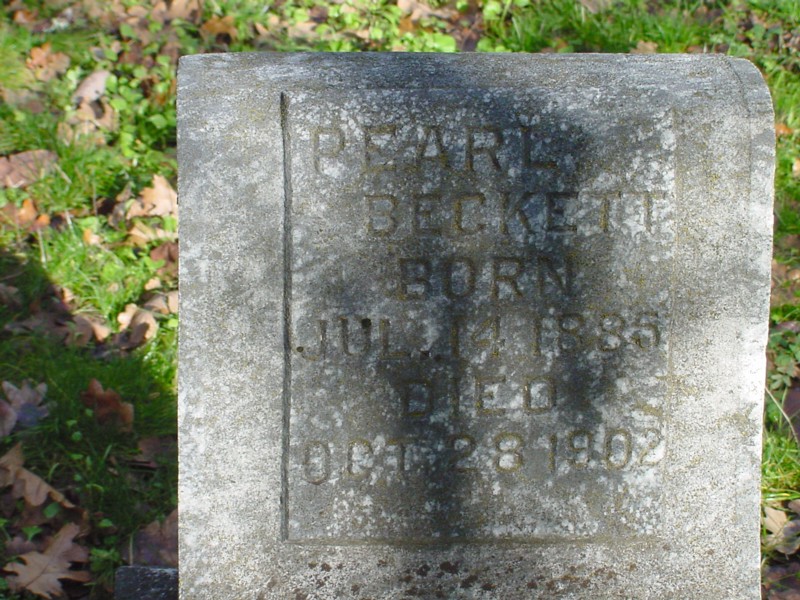 PEARL
BECKETT
BORN
JUL. 14 1885
DIED
OCT. 28 1902